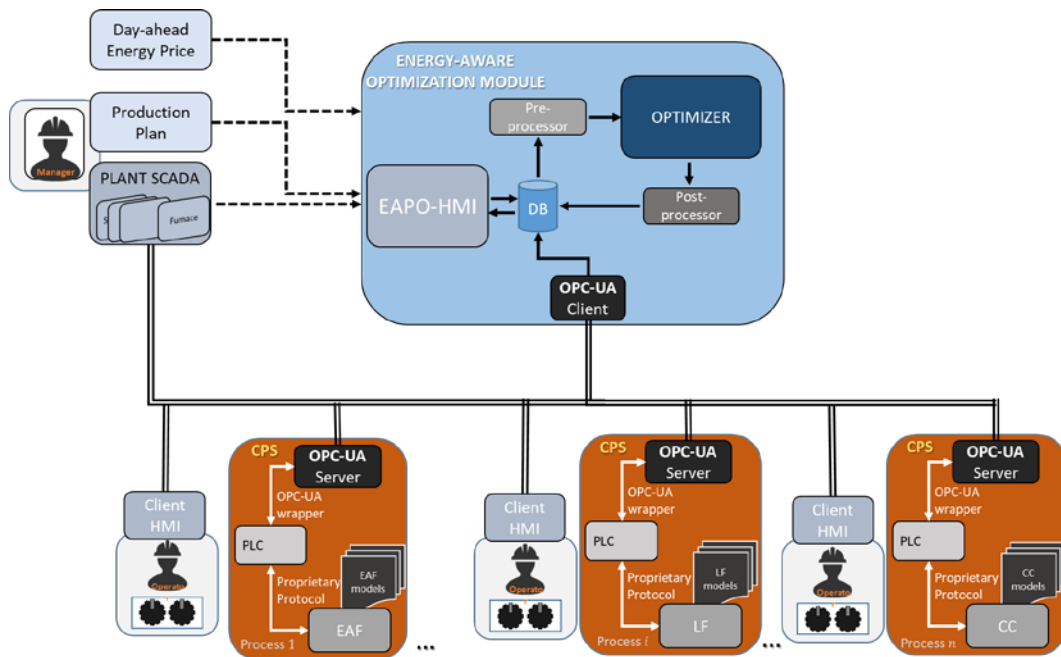 Day-ahead
Energy Price
Production
Plan
Manager
PLANT SCADA
S
Furnace
ENERGY-AWARE
OPTIMIZATION MODULE
Pre-
processor
OPTIMIZER
EAPO-HMI
DB
Post-
processor
OPC-UA
Client
Client
HMI
Operator
CPS
OPC-UA
Server
OPC-UA
wrapper
PLC
Proprietary
Protocol
EAF
models
EAF
Process 1
...
Client
HMI
Operator
CPS
OPC-UA
Server
OPC-UA
wrapper
PLC
Proprietary
Protocol
LF
models
LF
Process i
...
Client
HMI
Operator
CPS
OPC-UA
Server
OPC-UA
wrapper
PLC
Proprietary
Protocol
CC
models
CC
Process n